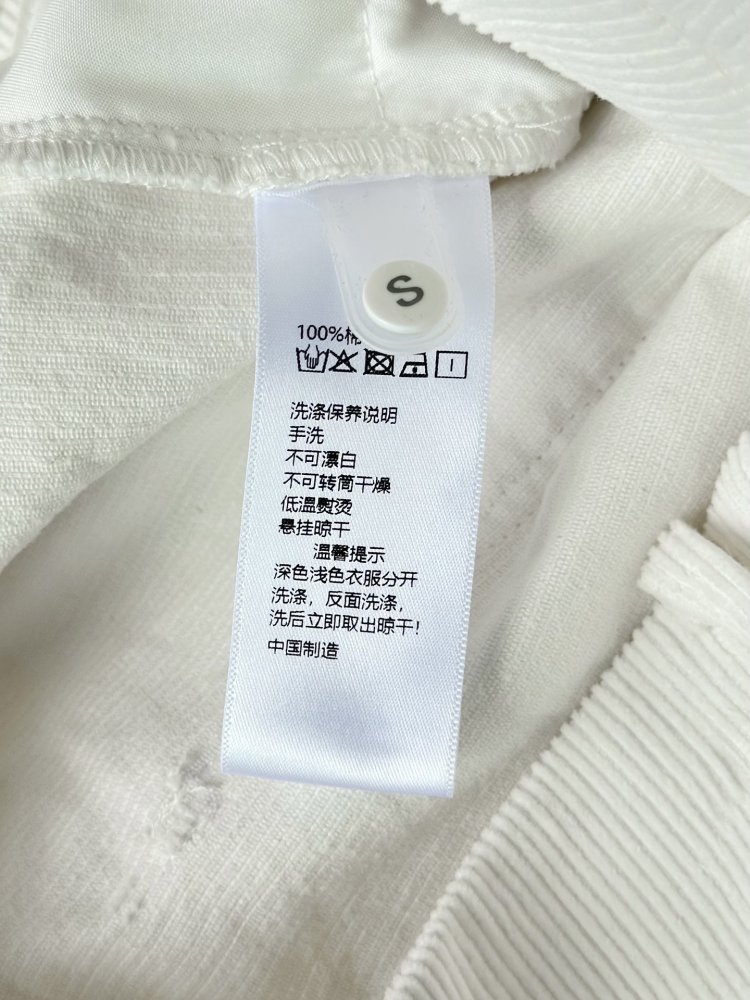 S
100%棉
洗涤保养说明
手洗
不可漂白
不可转筒干燥
低温熨烫
悬挂晾干
温馨提示
深色浅色衣服分开
洗涤，反面洗涤，
洗后立即取出晾干！
中国制造